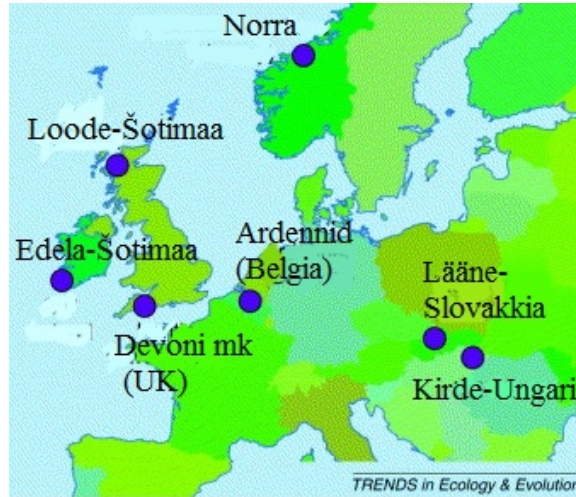 Norra
Loode-Šotimaa
Edela-Šotimaa
Ardennid
(Belgia)
Lääne-
Slovakkia
Devoni mk
(UK)
Kirde-Ungari
TRENDS in Ecology & Evolution